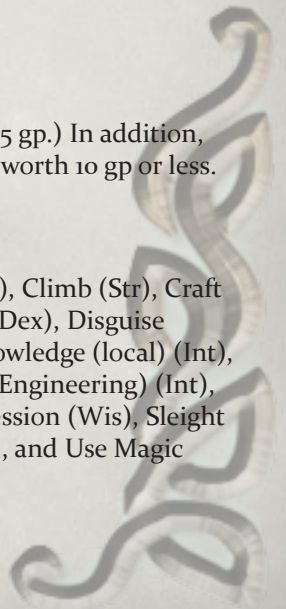 5 gp.) In addition,
worth 10 gp or less.
), Climb (Str), Craft
Dex), Disguise
owledge (local) (Int),
Engineering) (Int),
ession (Wis), Sleight
, and Use Magic